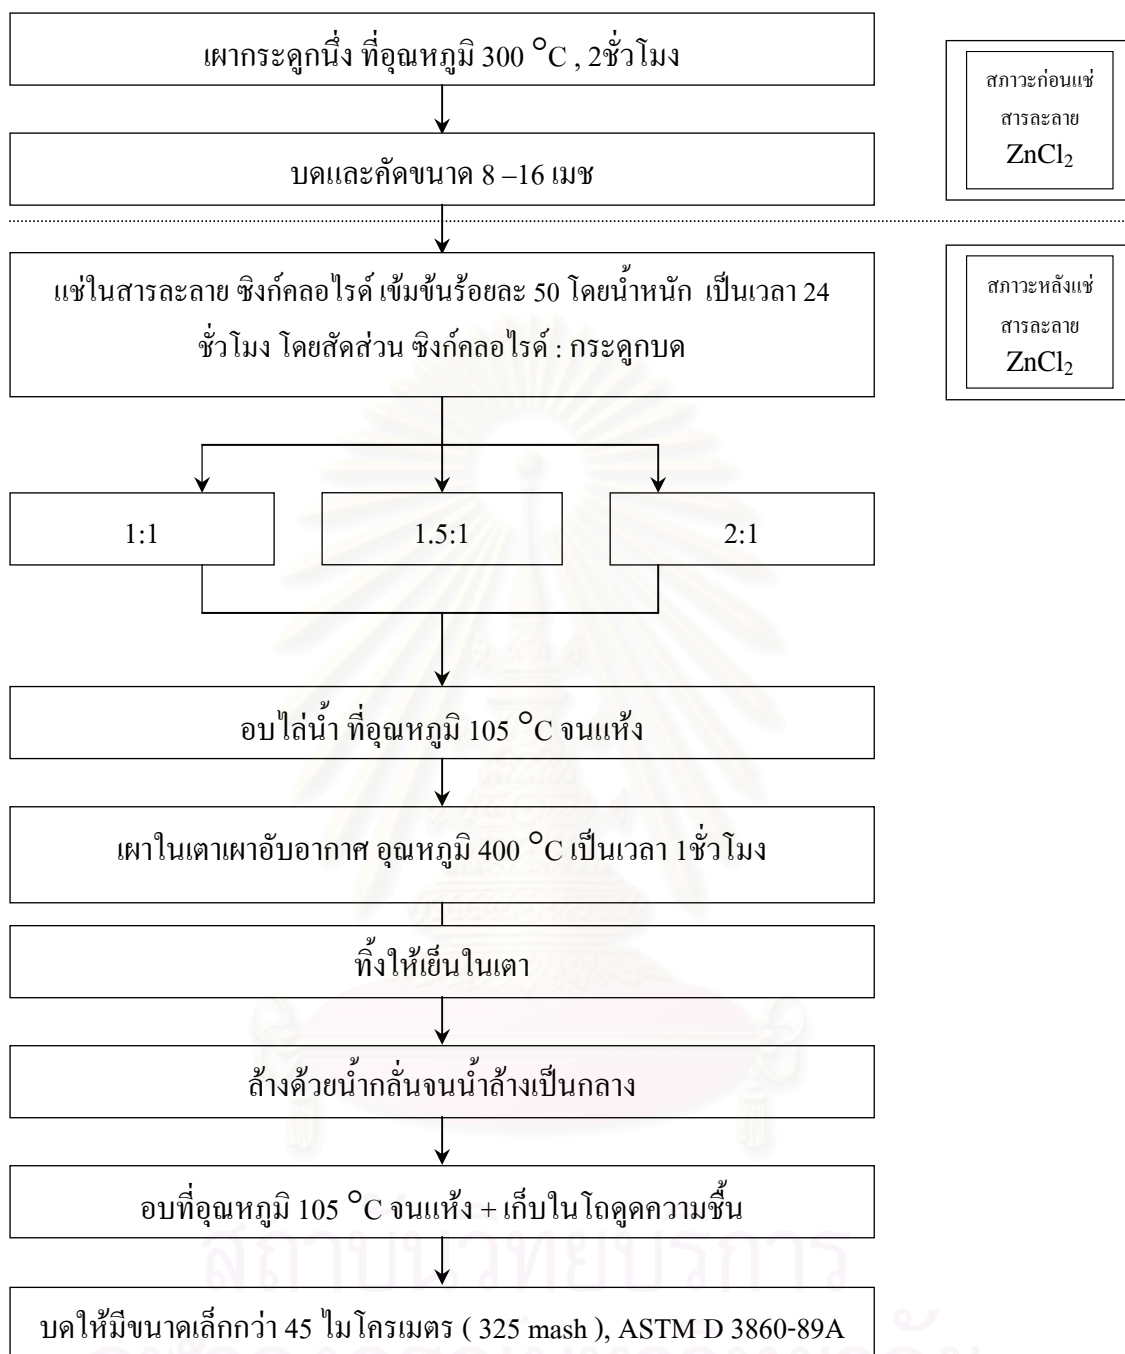 เผากระดูกนึ่ง ที่อุณหภูมิ 300 °C , 2ชั่วโมง
บดและคัดขนาด 8 –16 เมช
สภาวะก่อนแช่
สารละลาย
ZnCl₂
แช่ในสารละลาย ซิงก์คลอไรด์ เข้มข้นร้อยละ 50 โดยน้ำหนัก เป็นเวลา 24
ชั่วโมง โดยสัดส่วน ซิงก์คลอไรด์ : กระดูกบด
สภาวะหลังแช่
สารละลาย
ZnCl₂
1:1
1.5:1
2:1
อบไล่น้ำ ที่อุณหภูมิ 105 °C จนแห้ง
เผาในเตาเผาอับอากาศ อุณหภูมิ 400 °C เป็นเวลา 1ชั่วโมง
ทิ้งให้เย็นในเตา
ล้างด้วยน้ำกลั่นจนน้ำล้างเป็นกลาง
อบที่อุณหภูมิ 105 °C จนแห้ง + เก็บในโถดูดความชื้น
สถาบันวิทยบริการ
บดให้มีขนาดเล็กกว่า 45 ไมโครเมตร ( 325 mash ), ASTM D 3860-89A